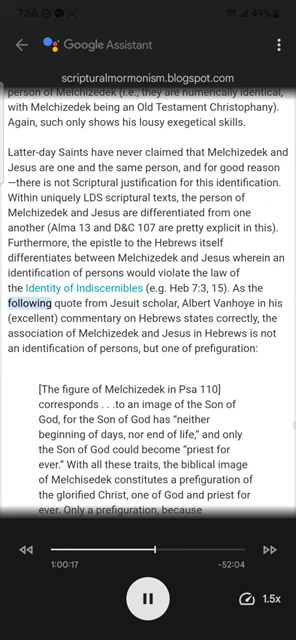 7:58
49%
Google Assistant
scripturalmormonism.blogspot.com
person of Melchizedek (i.e., they are numerically identical,
with Melchizedek being an Old Testament Christophany).
Again, such only shows his lousy exegetical skills.
Latter-day Saints have never claimed that Melchizedek and
Jesus are one and the same person, and for good reason
—there is not Scriptural justification for this identification.
Within uniquely LDS scriptural texts, the person of
Melchizedek and Jesus are differentiated from one
another (Alma 13 and D&C 107 are pretty explicit in this).
Furthermore, the epistle to the Hebrews itself
differentiates between Melchizedek and Jesus wherein an
identification of persons would violate the law of
the Identity of Indiscernibles (e.g. Heb 7:3, 15). As the
following quote from Jesuit scholar, Albert Vanhoye in his
(excellent) commentary on Hebrews states correctly, the
association of Melchizedek and Jesus in Hebrews is not
an identification of persons, but one of prefiguration:
[The figure of Melchizedek in Psa 110]
corresponds . . .to an image of the Son of
God, for the Son of God has “neither
beginning of days, nor end of life,” and only
the Son of God could become “priest for
ever.” With all these traits, the biblical image
of Melchisedek constitutes a prefiguration of
the glorified Christ, one of God and priest for
ever. Only a prefiguration, because
1:00:17
-52:04
1.5x